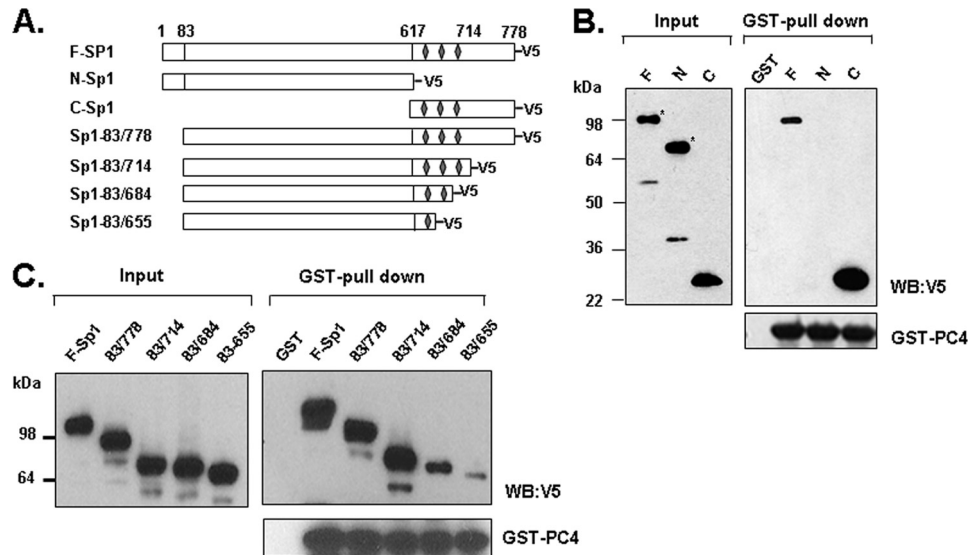 A.
1 83 617 714 778
F-SP1 V5
N-Sp1 V5
C-Sp1 V5
Sp1-83/778 V5
Sp1-83/714 V5
Sp1-83/684 V5
Sp1-83/655 V5
B.
Input GST-pull down
F N C GST F N C
kDa
98
64
50
36
22
* *
WB:V5
GST-PC4
C.
Input GST-pull down
F-Sp1 83/778 83/714 83/684 83-655 GST F-Sp1 83/778 83/714 83/684 83/655
kDa
98
64
WB:V5
GST-PC4